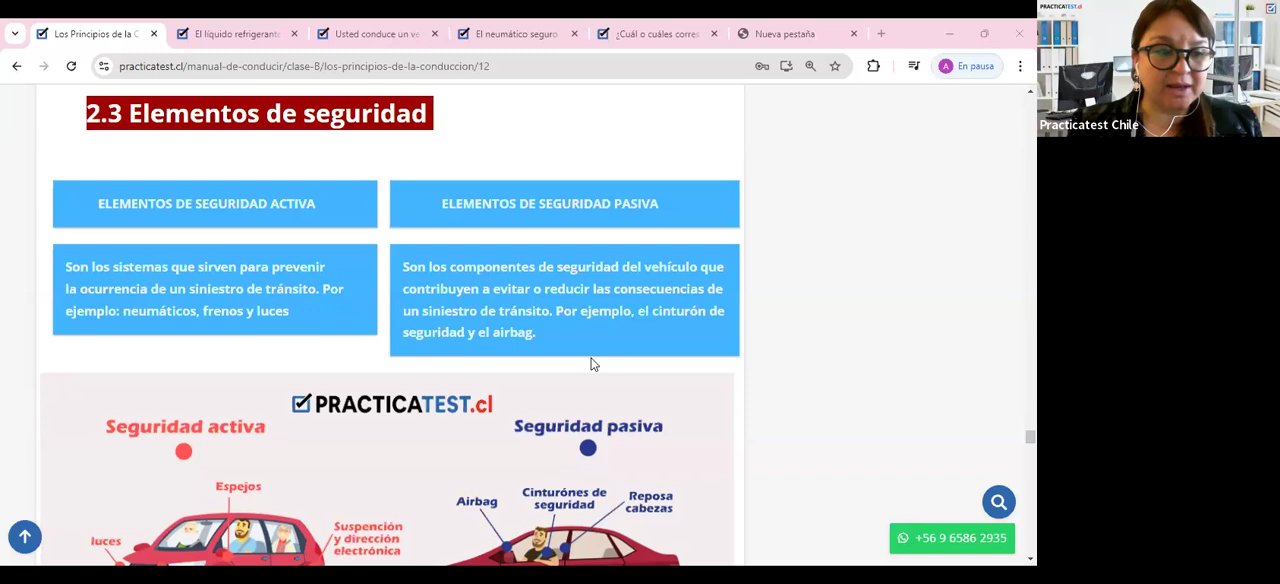 Los Principios de la C
El líquido refrigerante
Usted conduce un ve
El neumático seguro
¿Cuál o cuáles corres
Nueva pestaña
practicatest.cl/manual-de-conducir/clase-B/los-principios-de-la-conduccion/12
A
En pausa
PRACTICATEST.cl
Practicatest Chile
2.3 Elementos de seguridad
ELEMENTOS DE SEGURIDAD ACTIVA
Son los sistemas que sirven para prevenir
la ocurrencia de un siniestro de tránsito. Por
ejemplo: neumáticos, frenos y luces
ELEMENTOS DE SEGURIDAD PASIVA
Son los componentes de seguridad del vehículo que
contribuyen a evitar o reducir las consecuencias de
un siniestro de tránsito. Por ejemplo, el cinturón de
seguridad y el airbag.
PRACTICATEST.cl
Seguridad activa
Espejos
luces
Suspención
y dirección
electrónica
Seguridad pasiva
Airbag
Cinturónes de
seguridad
Reposa
cabezas
+56 9 6586 2935